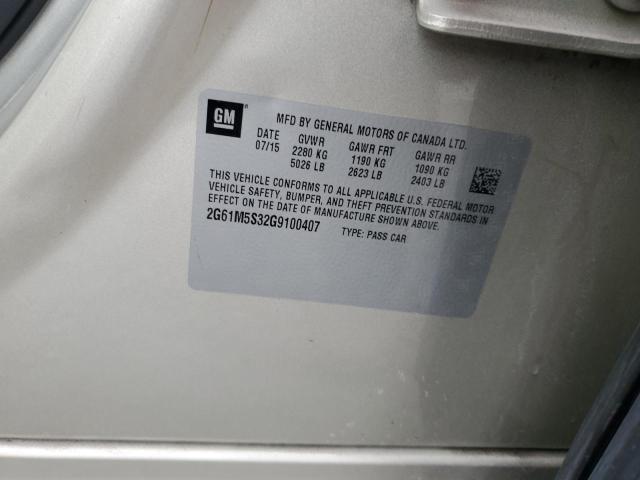 GM
MFD BY GENERAL MOTORS OF CANADA LTD.
DATE GVWR GAWR FRT GAWR RR
07/15 2280 KG 1190 KG 1090 KG
5026 LB 2623 LB 2403 LB
THIS VEHICLE CONFORMS TO ALL APPLICABLE U.S. FEDERAL MOTOR
VEHICLE SAFETY, BUMPER, AND THEFT PREVENTION STANDARDS IN
EFFECT ON THE DATE OF MANUFACTURE SHOWN ABOVE.
2G61M5S32G9100407 TYPE: PASS CAR